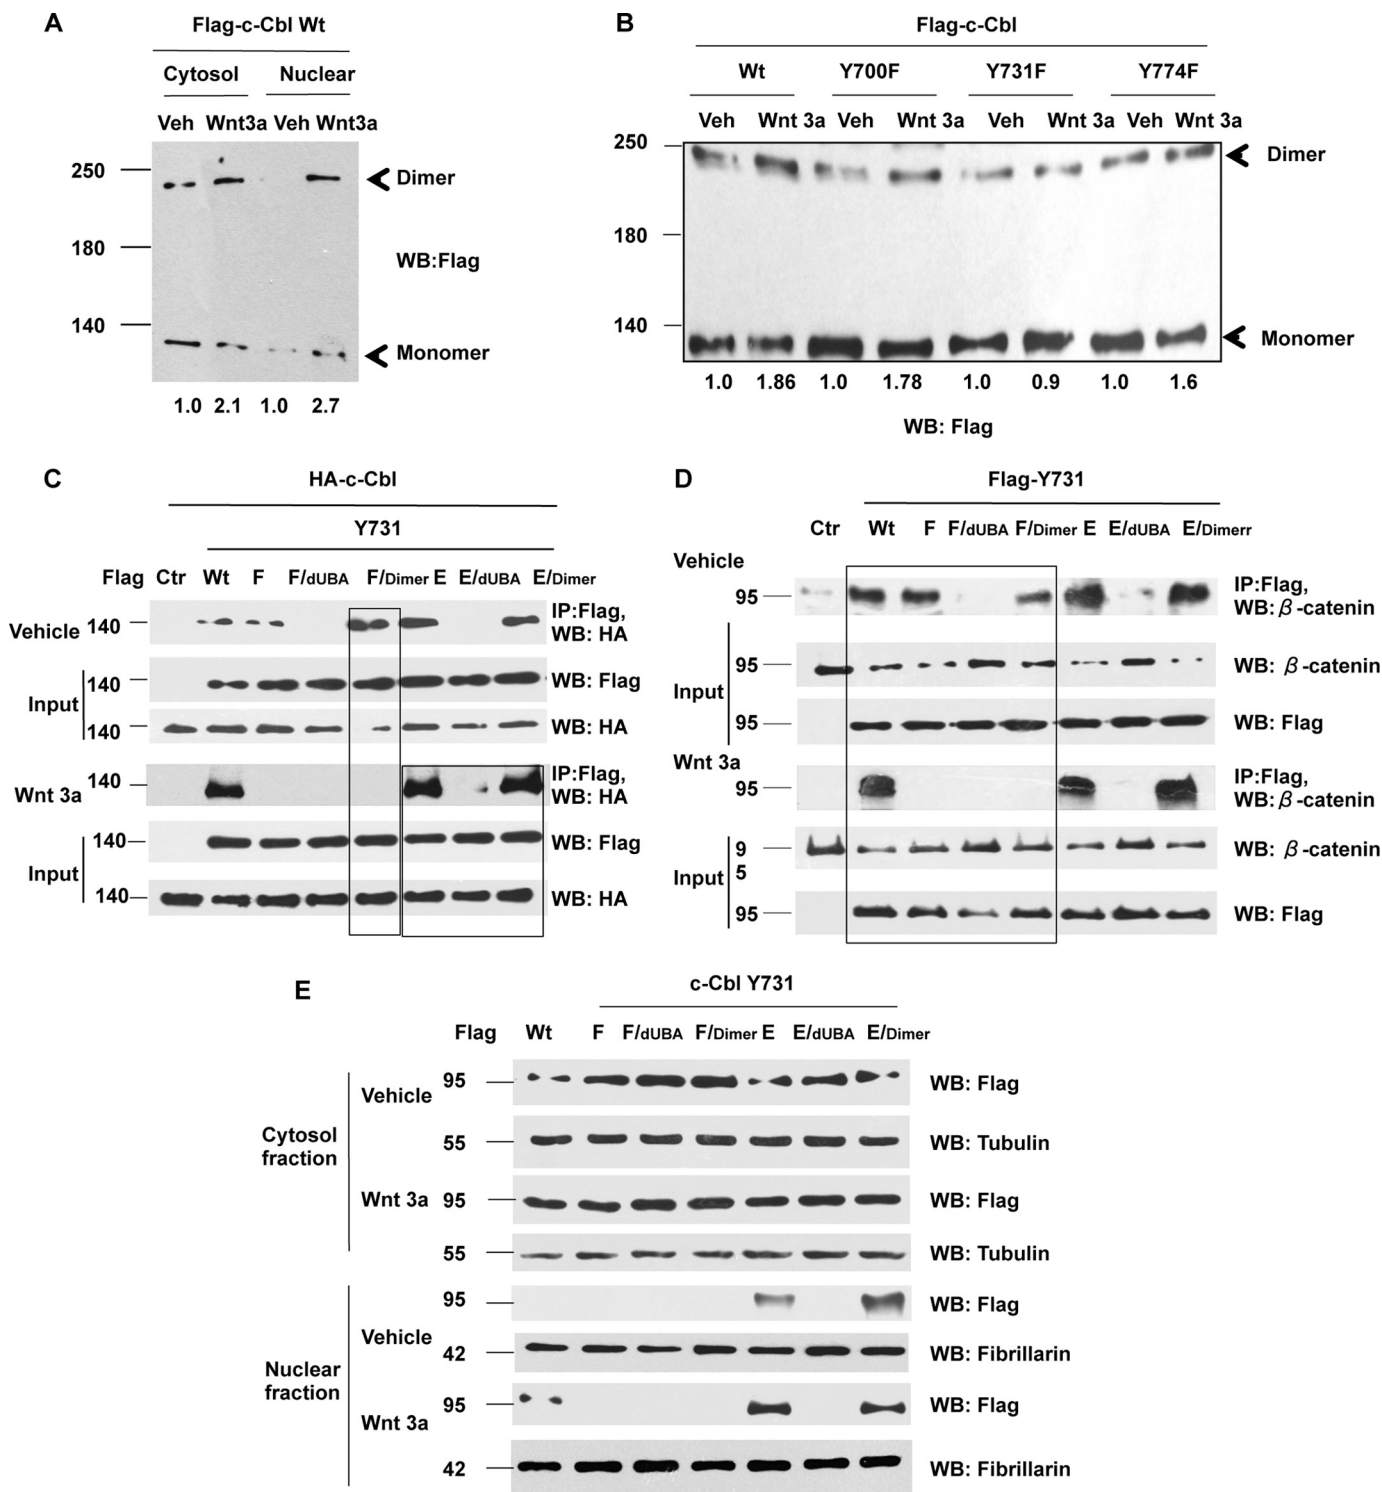 A
Flag-c-Cbl Wt
Cytosol Nuclear
Veh Wnt3a Veh Wnt3a
250
Dimer
180
WB:Flag
140
Monomer
1.0 2.1 1.0 2.7
B
Flag-c-Cbl
Wt Y700F Y731F Y774F
Veh Wnt 3a Veh Wnt 3a Veh Wnt 3a Veh Wnt 3a
250
Dimer
180
140
Monomer
1.0 1.86 1.0 1.78 1.0 0.9 1.0 1.6
WB: Flag
C
HA-c-Cbl
Y731
Flag Ctr Wt F F/dUBA F/Dimer E E/dUBA E/Dimer
Vehicle 140 IP:Flag,
WB: HA
Input 140 WB: Flag
140 WB: HA
Wnt 3a 140 IP:Flag,
WB: HA
Input 140 WB: Flag
140 WB: HA
D
Flag-Y731
Ctr Wt F F/dUBA F/Dimer E E/dUBA E/Dimerr
Vehicle
95 IP:Flag,
WB: β-catenin
Input 95 WB: β-catenin
95 WB: Flag
Wnt 3a
95 IP:Flag,
WB: β-catenin
Input 9
5 WB: β-catenin
95 WB: Flag
E
c-Cbl Y731
Flag Wt F F/dUBA F/Dimer E E/dUBA E/Dimer
Cytosol
fraction
Vehicle 95 WB: Flag
55 WB: Tubulin
Wnt 3a 95 WB: Flag
55 WB: Tubulin
Nuclear
fraction
Vehicle 95 WB: Flag
42 WB: Fibrillarin
Wnt 3a 95 WB: Flag
42 WB: Fibrillarin